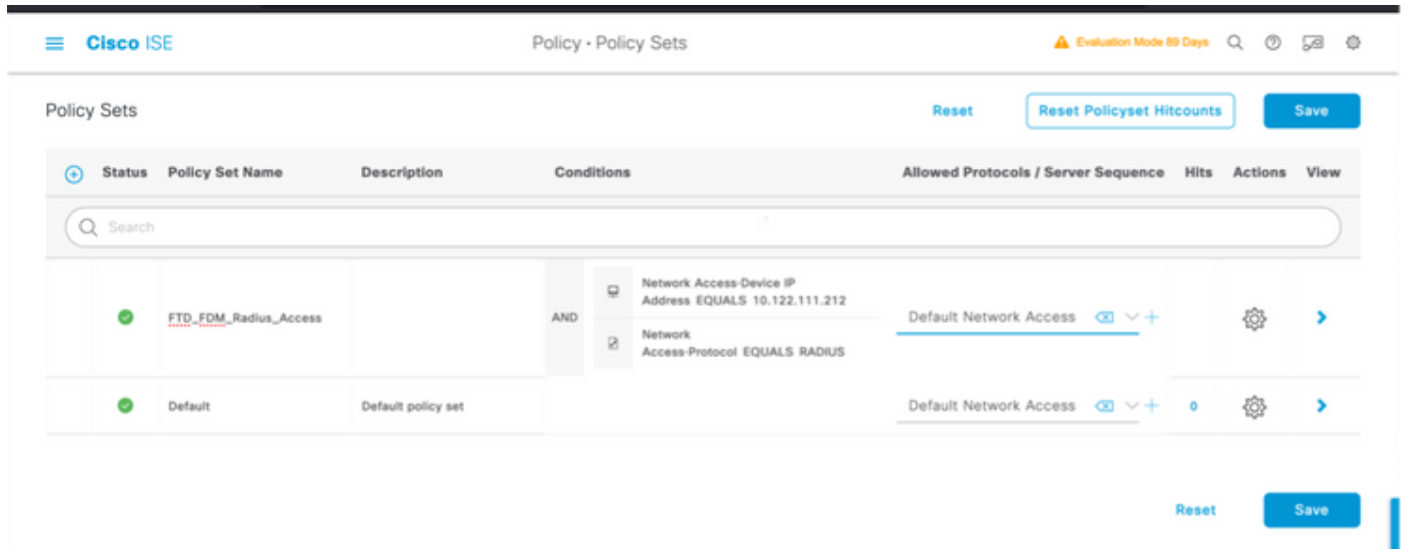 Cisco ISE
Policy · Policy Sets
Evaluation Mode 89 Days
Policy Sets
Reset
Reset Policyset Hitcounts
Save
Status Policy Set Name Description Conditions Allowed Protocols / Server Sequence Hits Actions View
Search
FTD_FDM_Radius_Access
AND
Network Access·Device IP
Address EQUALS 10.122.111.212
Network
Access·Protocol EQUALS RADIUS
Default Network Access
Default
Default policy set
Default Network Access
0
Reset
Save